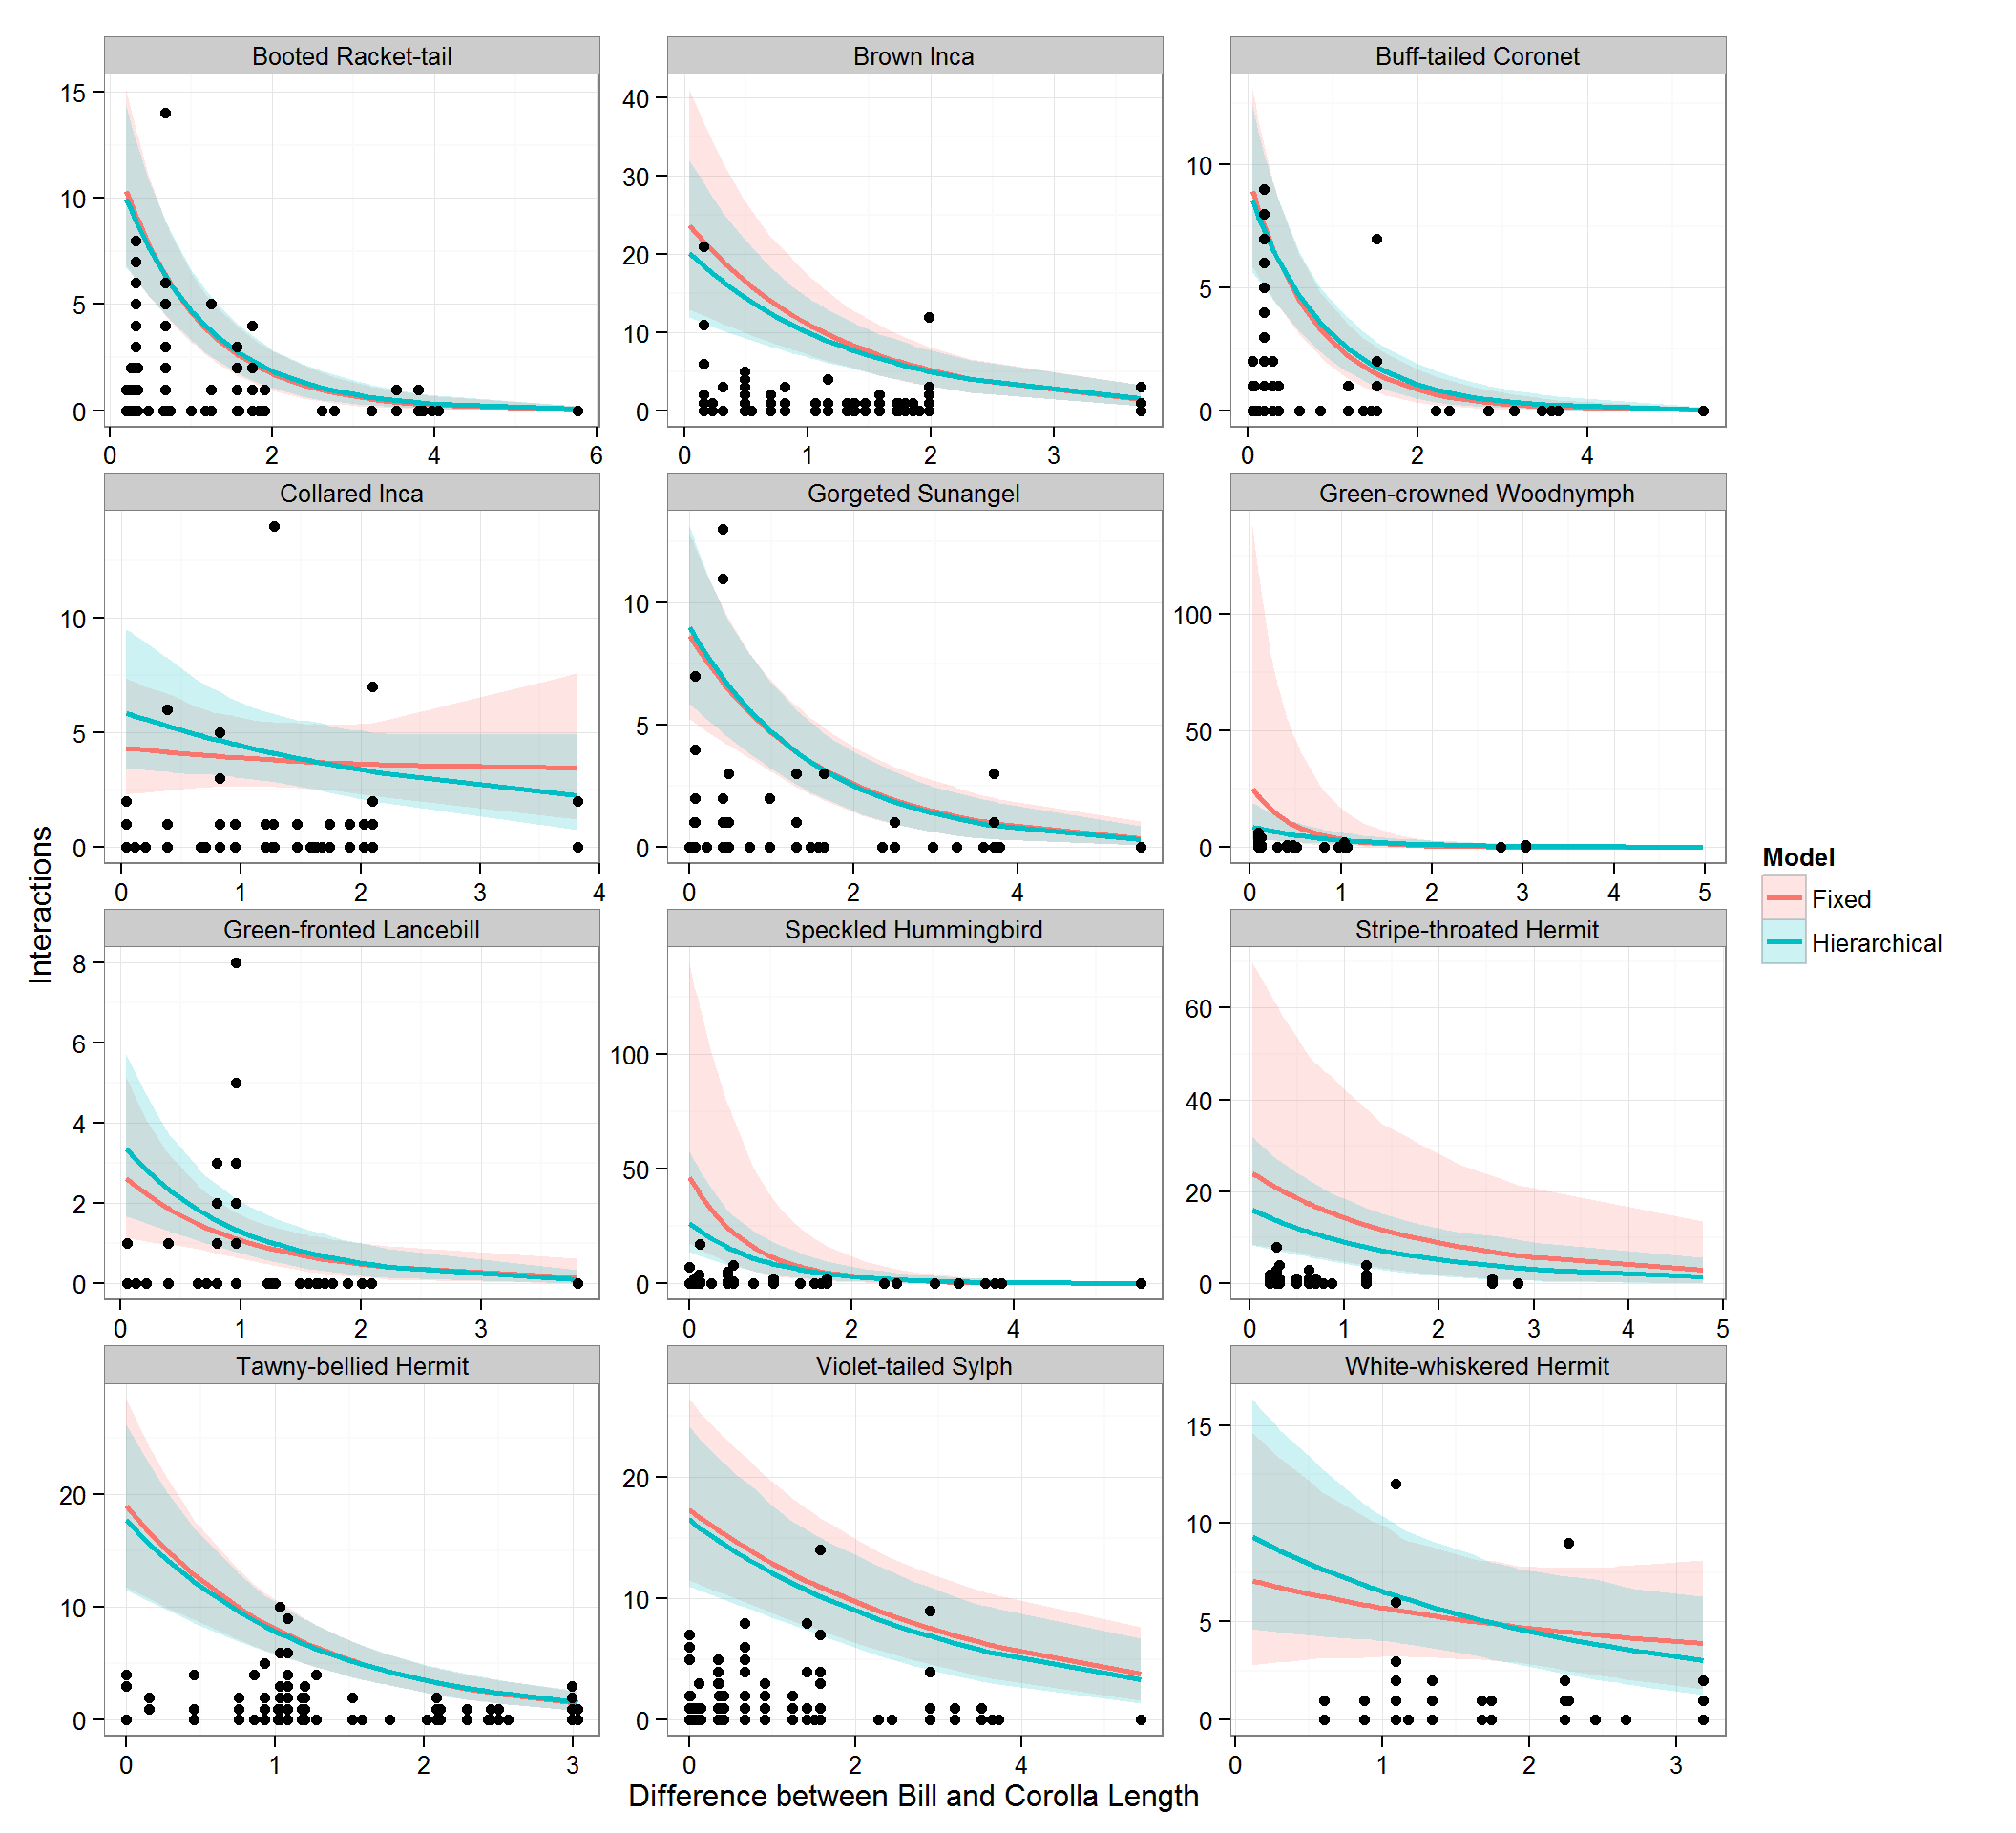 Booted Racket-tail
Brown Inca
Buff-tailed Coronet
15
10
5
0
0 2 4 6
40
30
20
10
0
0 1 2 3
10
5
0
0 2 4
Collared Inca
Gorgeted Sunangel
Green-crowned Woodnymph
10
5
0
0 1 2 3 4
10
5
0
0 2 4
100
50
0
0 1 2 3 4 5
Interactions
Model
Fixed
Hierarchical
Green-fronted Lancebill
Speckled Hummingbird
Stripe-throated Hermit
8
6
4
2
0
0 1 2 3
100
50
0
0 2 4
60
40
20
0
0 1 2 3 4 5
Tawny-bellied Hermit
Violet-tailed Sylph
White-whiskered Hermit
20
10
0
0 1 2 3
20
10
0
0 2 4
15
10
5
0
0 1 2 3
Difference between Bill and Corolla Length